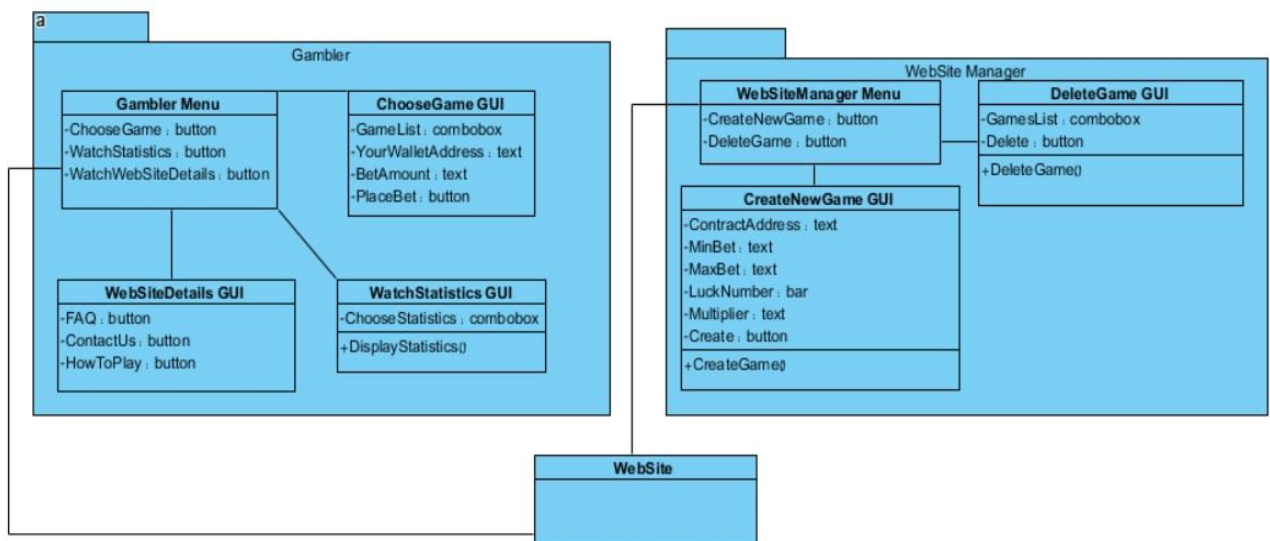 a
Gambler
Gambler Menu
-ChooseGame : button
-WatchStatistics : button
-WatchWebSiteDetails : button
ChooseGame GUI
-GameList : combobox
-YourWalletAddress : text
-BetAmount : text
-PlaceBet : button
WebSiteDetails GUI
-FAQ : button
-ContactUs : button
-HowToPlay : button
WatchStatistics GUI
-ChooseStatistics : combobox
+DisplayStatistics()
WebSite Manager
WebSiteManager Menu
-CreateNewGame : button
-DeleteGame : button
DeleteGame GUI
-GamesList : combobox
-Delete : button
+DeleteGame()
CreateNewGame GUI
-ContractAddress : text
-MinBet : text
-MaxBet : text
-LuckNumber : bar
-Multiplier : text
-Create : button
+CreateGame()
WebSite